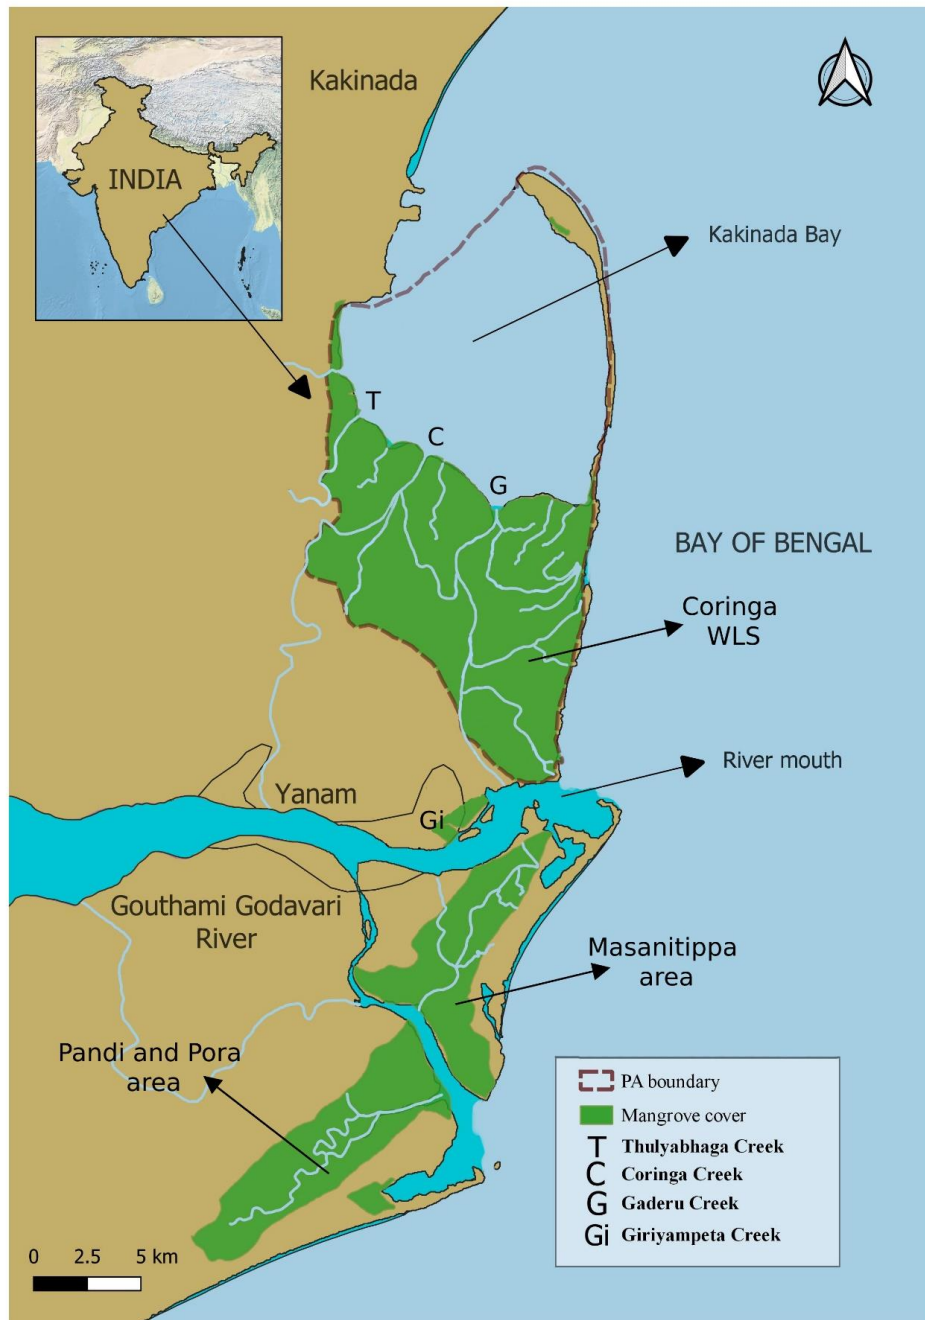 Kakinada
INDIA
Kakinada Bay
T
C
G
BAY OF BENGAL
Coringa
WLS
River mouth
Yanam
Gi
Gouthami Godavari
River
Masanitippa
area
Pandi and Pora
area
PA boundary
Mangrove cover
T Thulyabhaga Creek
C Coringa Creek
G Gaderu Creek
Gi Giriyampeta Creek
0 2.5 5 km